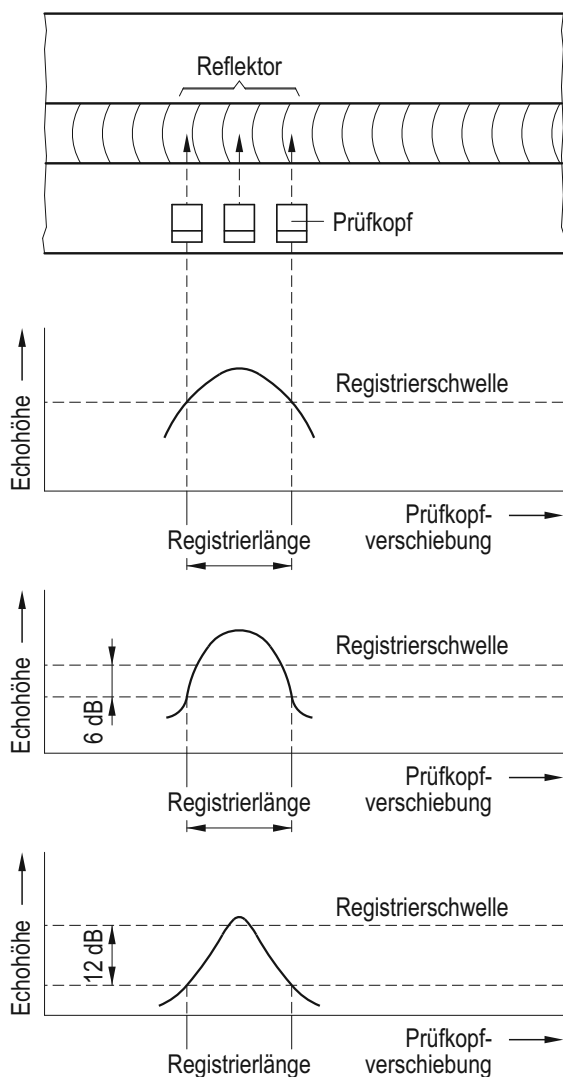 Reflektor
Prüfkopf
Echohöhe
Registrierschwelle
Registrierlänge
Prüfkopf-
verschiebung
Echohöhe
Registrierschwelle
6 dB
Registrierlänge
Prüfkopf-
verschiebung
Echohöhe
Registrierschwelle
12 dB
Registrierlänge
Prüfkopf-
verschiebung